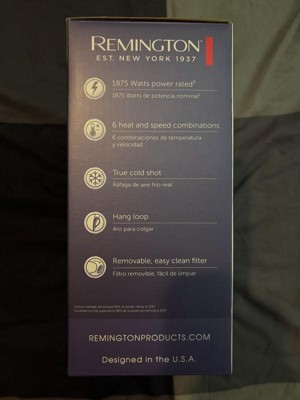 REMINGTON®
EST. NEW YORK 1937
1875 Watts power rated
1875 Watts de potencia nominal
6 heat and speed combinations
6 combinaciones de temperatura
y velocidad
True cold shot
Ráfaga de aire frío real
Hang loop
Aro para colgar
Removable, easy clean filter
Filtro removible, fácil de limpiar
REMINGTONPRODUCTS.COM
Designed in the U.S.A.